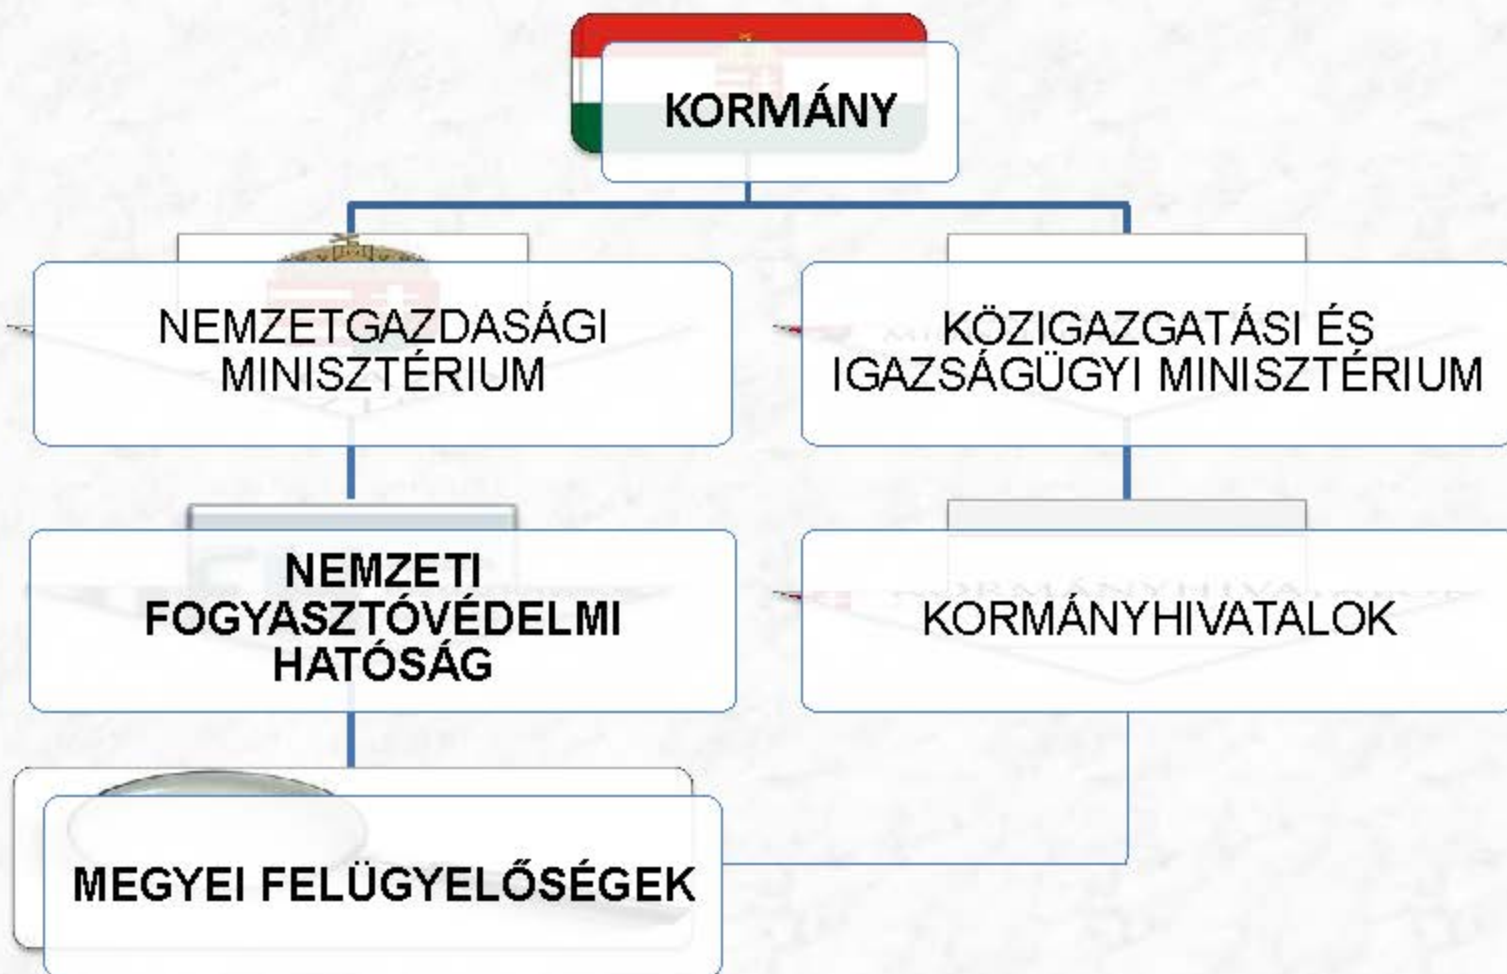 KORMÁNY
NEMZETGAZDASÁGI
MINISZTÉRIUM
KÖZIGAZGATÁSI ÉS
IGAZSÁGÜGYI MINISZTÉRIUM
NEMZETI
FOGYASZTÓVÉDELMI
HATÓSÁG
KORMÁNYHIVATALOK
MEGYEI FELÜGYELŐSÉGEK